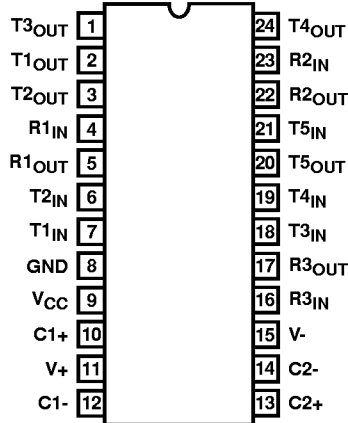 T3OUT 1 24 T4OUT
T1OUT 2 23 R2IN
T2OUT 3 22 R2OUT
R1IN 4 21 T5IN
R1OUT 5 20 T5OUT
T2IN 6 19 T4IN
T1IN 7 18 T3IN
GND 8 17 R3OUT
VCC 9 16 R3IN
C1+ 10 15 V-
V+ 11 14 C2-
C1- 12 13 C2+